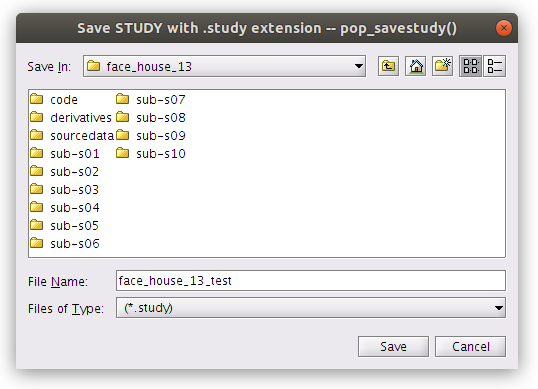 Save STUDY with .study extension -- pop_savestudy()
Save In: face_house_13
code
derivatives
sourcedata
sub-s01
sub-s02
sub-s03
sub-s04
sub-s05
sub-s06
sub-s07
sub-s08
sub-s09
sub-s10
File Name: face_house_13_test
Files of Type: (*.study)
Save Cancel